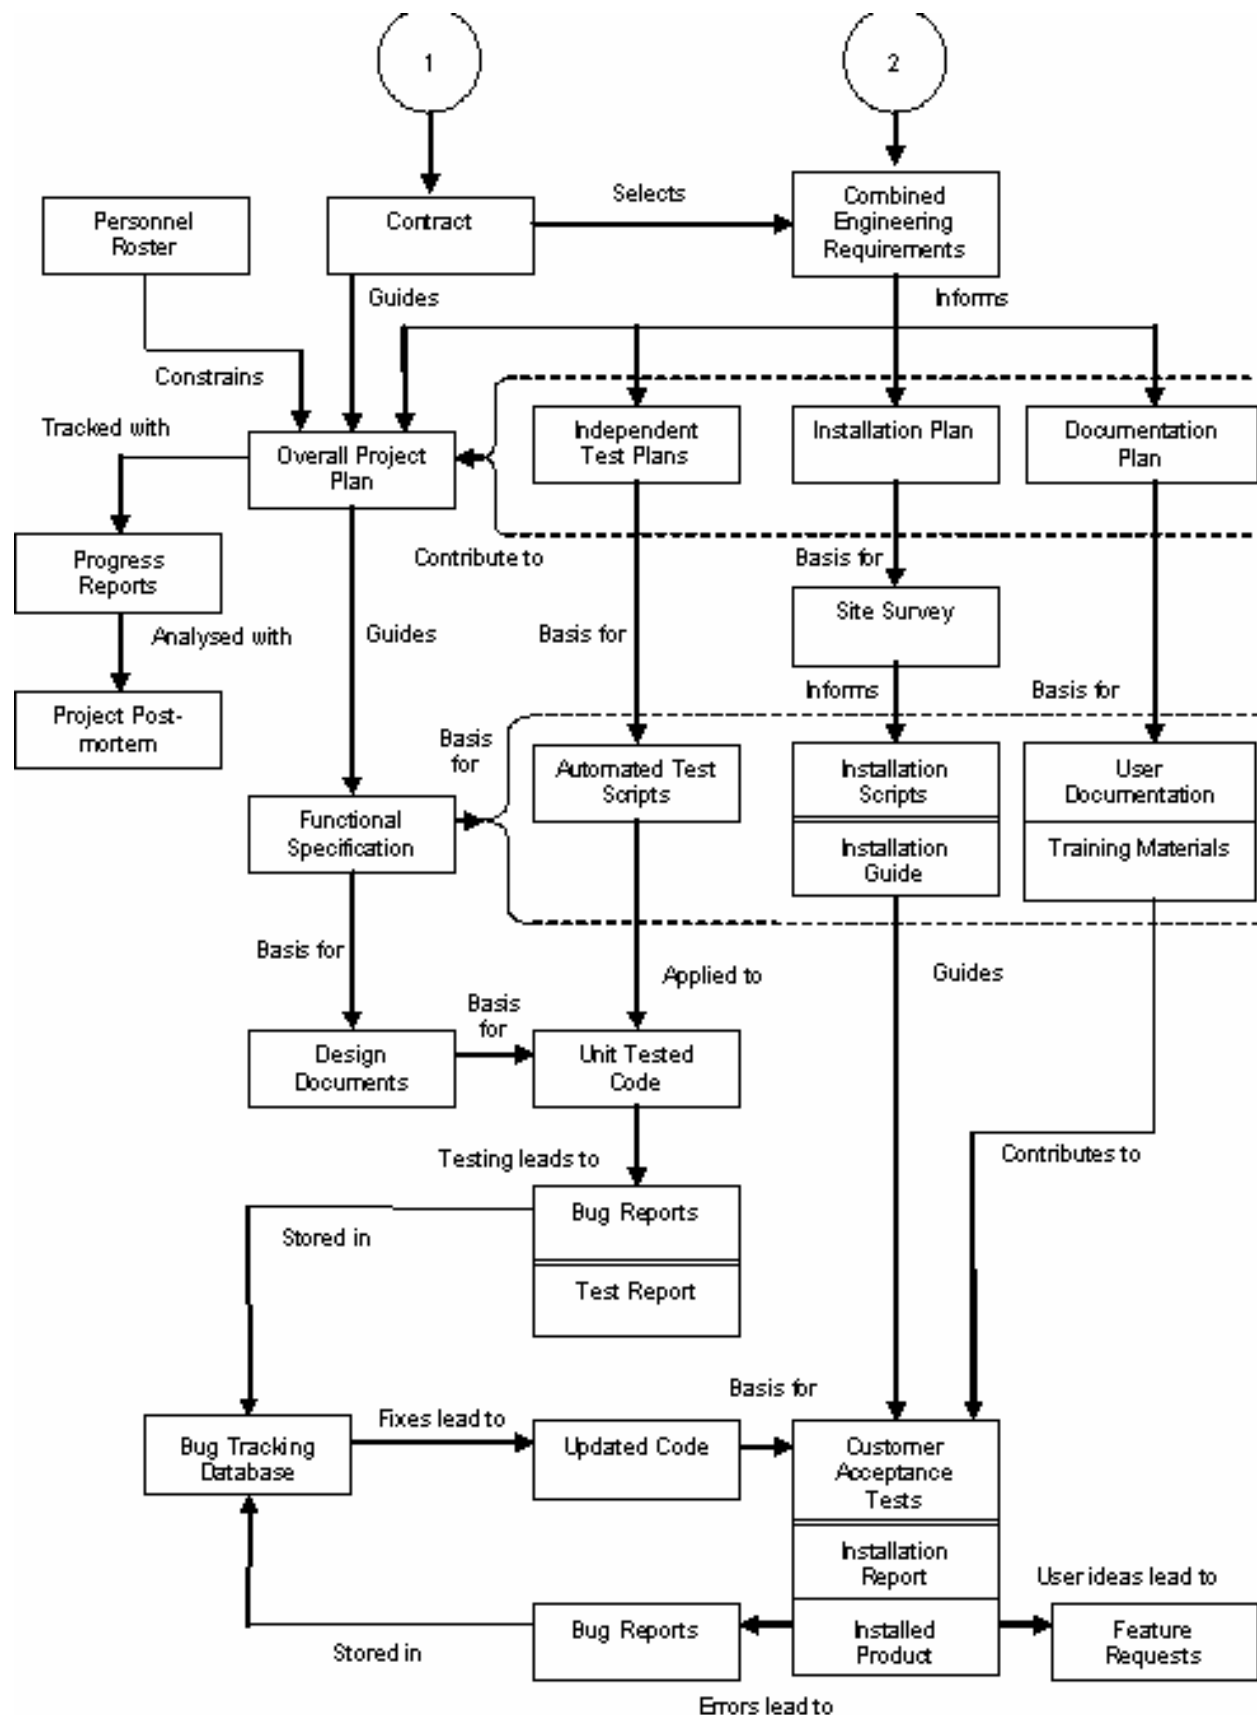 1
2
Selects
Personnel
Roster
Contract
Combined
Engineering
Requirements
Guides
Informs
Constrains
Tracked with
Overall Project
Plan
Independent
Test Plans
Installation Plan
Documentation
Plan
Progress
Reports
Contribute to
Basis for
Site Survey
Analysed with
Guides
Basis for
Informs
Basis for
Project Post-
mortem
Basis
for
Automated Test
Scripts
Installation
Scripts
User
Documentation
Functional
Specification
Installation
Guide
Training Materials
Basis for
Basis
for
Applied to
Guides
Design
Documents
Unit Tested
Code
Testing leads to
Contributes to
Stored in
Bug Reports
Test Report
Basis for
Fixes lead to
Bug Tracking
Database
Updated Code
Customer
Acceptance
Tests
Installation
Report
User ideas lead to
Stored in
Bug Reports
Installed
Product
Feature
Requests
Errors lead to